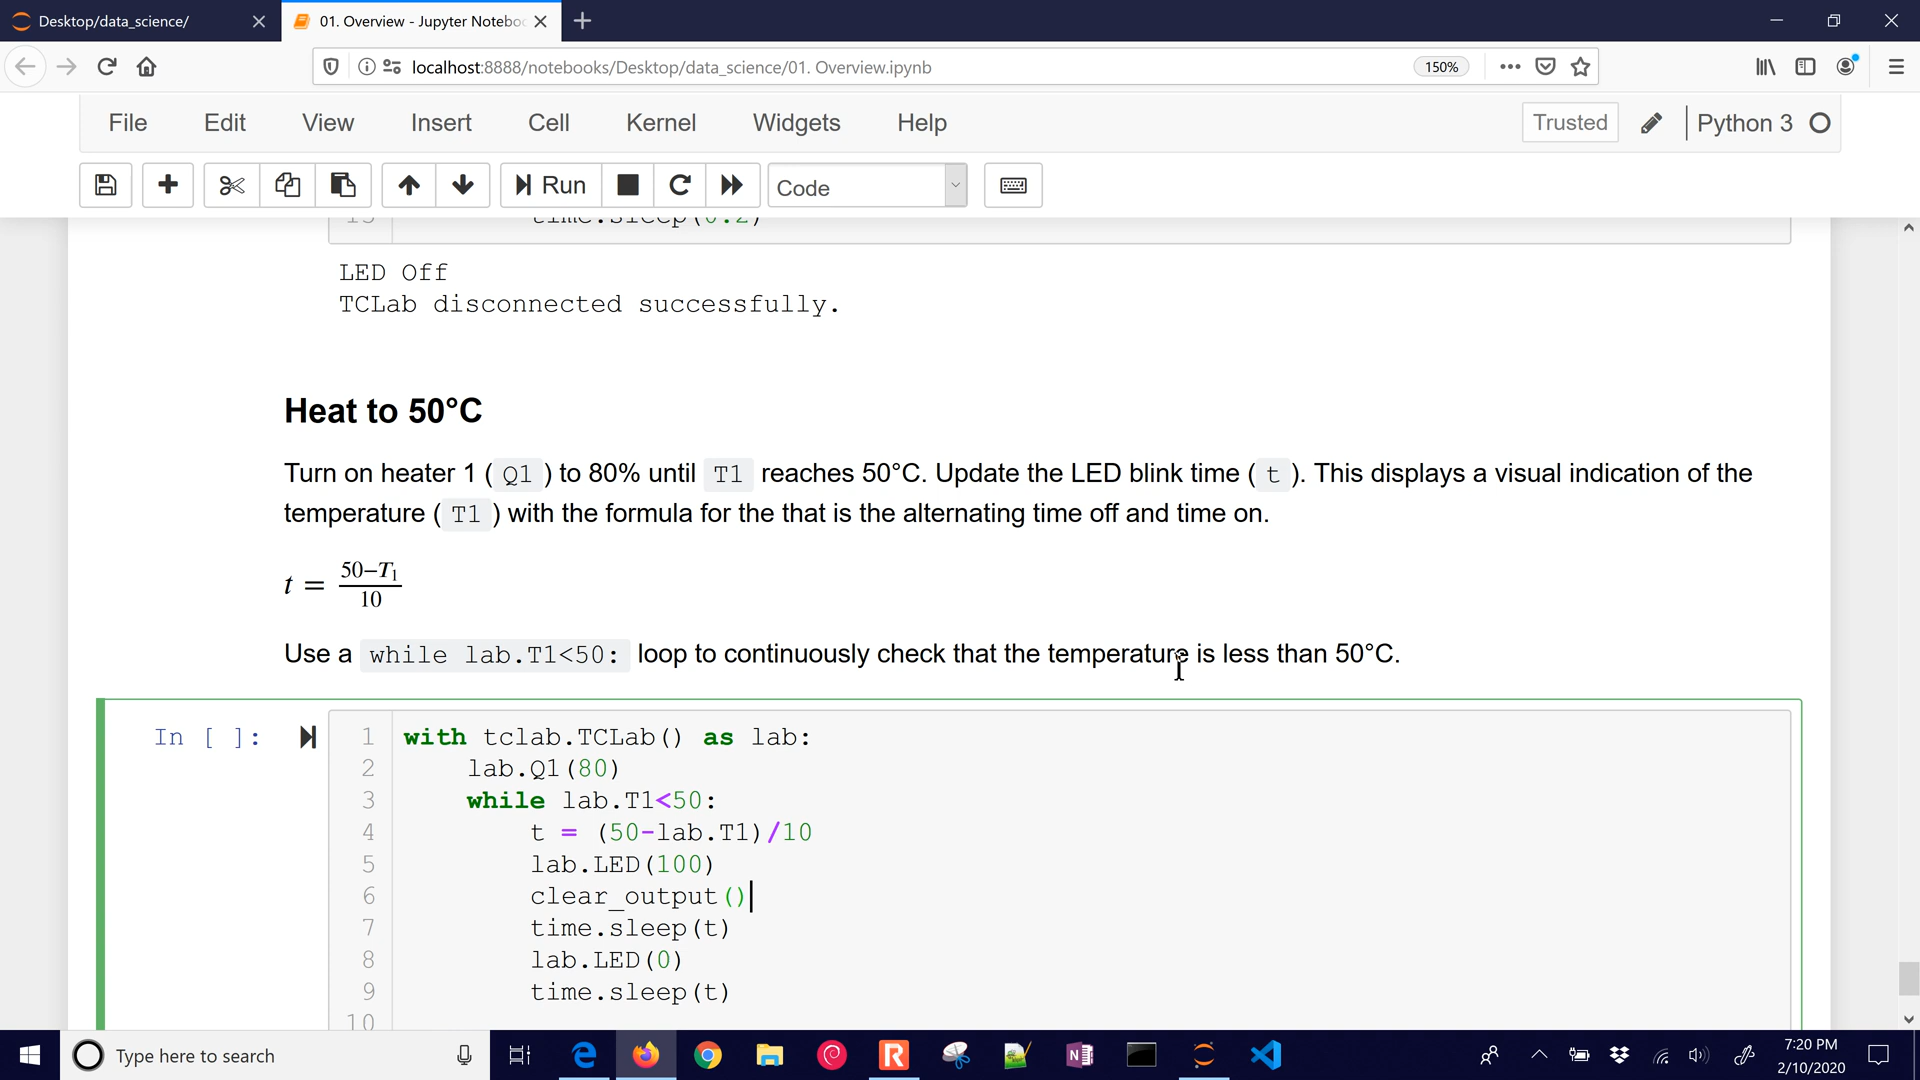 Desktop/data_science/
01. Overview - Jupyter Notebo
localhost:8888/notebooks/Desktop/data_science/01. Overview.ipynb
150%
File Edit View Insert Cell Kernel Widgets Help
Trusted
Python 3
Run
Code
13 time.sleep(0.2)
LED Off
TCLab disconnected successfully.
Heat to 50°C
Turn on heater 1 ( Q1 ) to 80% until T1 reaches 50°C. Update the LED blink time ( t ). This displays a visual indication of the
temperature ( T1 ) with the formula for the that is the alternating time off and time on.
t = (50−T₁)/10
Use a while lab.T1<50: loop to continuously check that the temperature is less than 50°C.
In [ ]:
1 with tclab.TCLab() as lab:
2 lab.Q1(80)
3 while lab.T1<50:
4 t = (50-lab.T1)/10
5 lab.LED(100)
6 clear_output()
7 time.sleep(t)
8 lab.LED(0)
9 time.sleep(t)
10
Type here to search
7:20 PM
2/10/2020